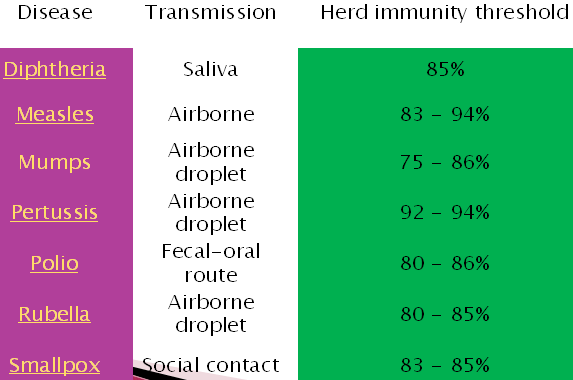 Disease Transmission Herd immunity threshold
Diphtheria Saliva 85%
Measles Airborne 83 – 94%
Mumps Airborne droplet 75 – 86%
Pertussis Airborne droplet 92 – 94%
Polio Fecal-oral route 80 – 86%
Rubella Airborne droplet 80 – 85%
Smallpox Social contact 83 – 85%